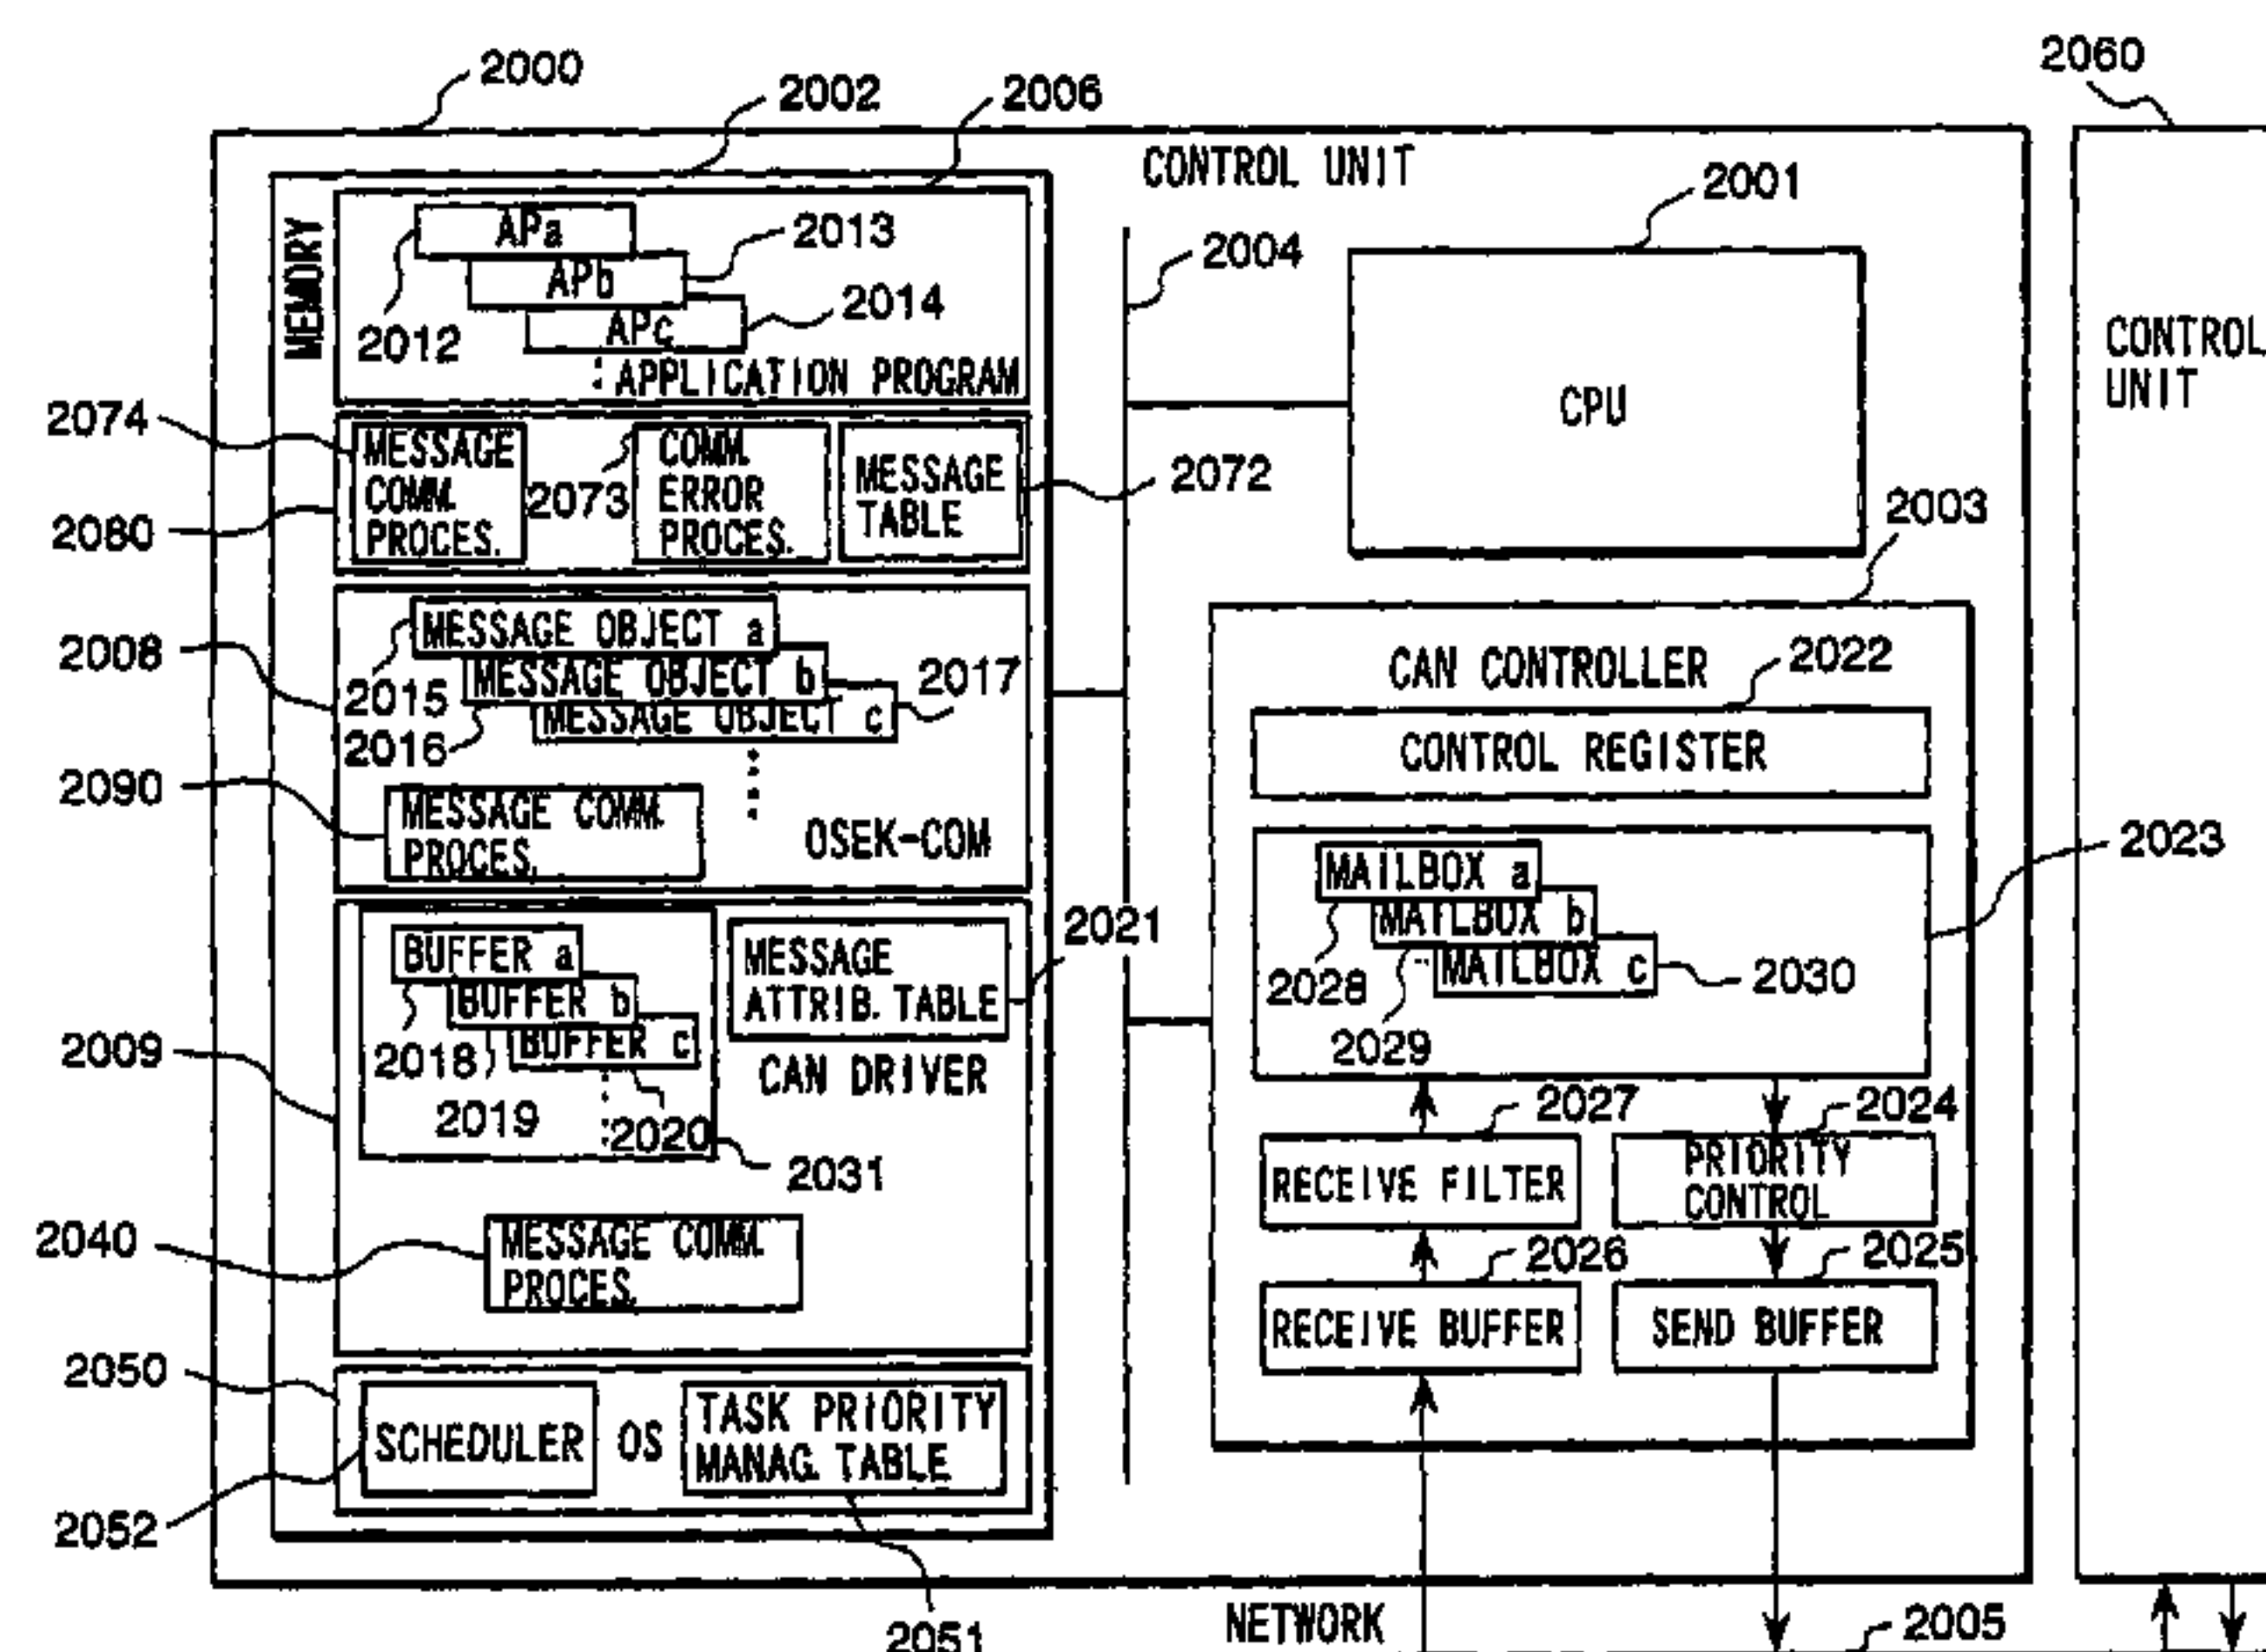 2000
2002
2006
2060
CONTROL UNIT
MEMORY
2001
APa
2013
2004
APb
2014
2012
APc
APPLICATION PROGRAM
CONTROL
UNIT
CPU
2074
MESSAGE
COMM.
PROCES.
2073
COMM.
ERROR
PROCES.
MESSAGE
TABLE
2072
2080
2003
2008
MESSAGE OBJECT a
2015
MESSAGE OBJECT b
2017
2016
MESSAGE OBJECT c
2090
MESSAGE COMM.
PROCES.
OSEK-COM
CAN CONTROLLER
2022
CONTROL REGISTER
2023
MAILBOX a
MAILBOX b
2028
MAILBOX c
2030
2029
2021
BUFFER a
BUFFER b
2018
BUFFER c
2019
2020
2031
MESSAGE
ATTRIB. TABLE
2009
CAN DRIVER
2027
2024
RECEIVE FILTER
PRIORITY
CONTROL
2040
MESSAGE COMM.
PROCES.
2026
2025
RECEIVE BUFFER
SEND BUFFER
2050
SCHEDULER
OS
TASK PRIORITY
MANAG. TABLE
2052
2051
NETWORK
2005